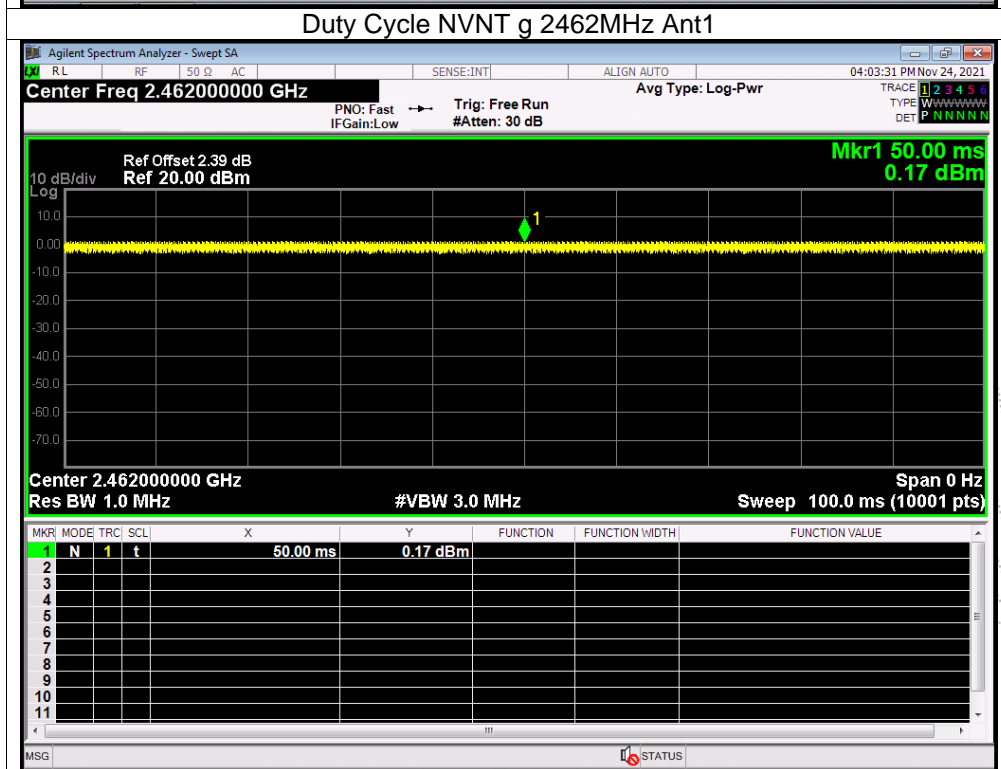 Duty Cycle NVNT g 2462MHz Ant1
Agilent Spectrum Analyzer - Swept SA
LXI RL RF 50 Ω AC SENSE:INT ALIGN AUTO 04:03:31 PM Nov 24, 2021
Center Freq 2.462000000 GHz Avg Type: Log-Pwr TRACE 1 2 3 4 5 6
PNO: Fast Trig: Free Run TYPE WWWWWW
IFGain:Low #Atten: 30 dB DET P N N N N N
Ref Offset 2.39 dB Mkr1 50.00 ms
10 dB/div Ref 20.00 dBm 0.17 dBm
Log
10.0
1
0.00
-10.0
-20.0
-30.0
-40.0
-50.0
-60.0
-70.0
Center 2.462000000 GHz Span 0 Hz
Res BW 1.0 MHz #VBW 3.0 MHz Sweep 100.0 ms (10001 pts)
MKR MODE TRC SCL X Y FUNCTION FUNCTION WIDTH FUNCTION VALUE
1 N 1 t 50.00 ms 0.17 dBm
2
3
4
5
6
7
8
9
10
11
MSG STATUS